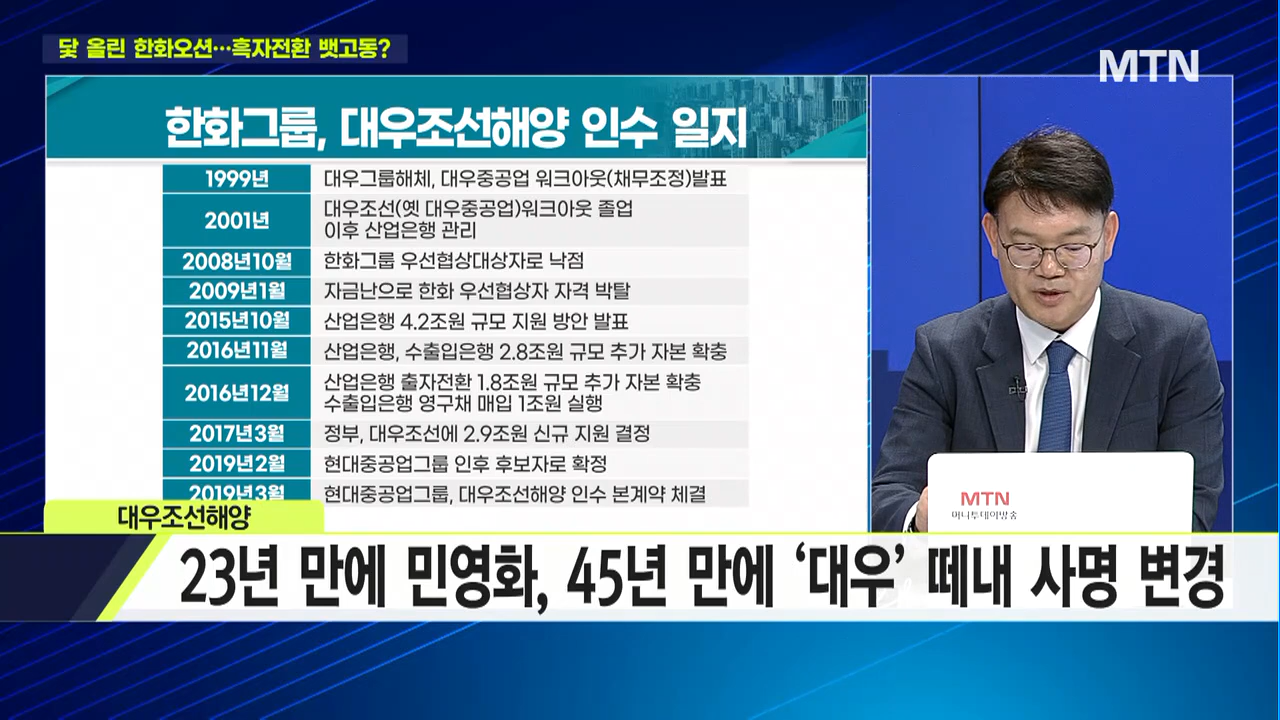 닻 올린 한화오션…흑자전환 뱃고동?
MTN
한화그룹, 대우조선해양 인수 일지
1999년 대우그룹해체, 대우중공업 워크아웃(채무조정)발표
2001년 대우조선(옛 대우중공업)워크아웃 졸업
이후 산업은행 관리
2008년10월 한화그룹 우선협상대상자로 낙점
2009년1월 자금난으로 한화 우선협상자 자격 박탈
2015년10월 산업은행 4.2조원 규모 지원 방안 발표
2016년11월 산업은행, 수출입은행 2.8조원 규모 추가 자본 확충
2016년12월 산업은행 출자전환 1.8조원 규모 추가 자본 확충
수출입은행 영구채 매입 1조원 실행
2017년3월 정부, 대우조선에 2.9조원 신규 지원 결정
2019년2월 현대중공업그룹 인후 후보자로 확정
2019년3월 현대중공업그룹, 대우조선해양 인수 본계약 체결
MTN
머니투데이방송
대우조선해양
23년 만에 민영화, 45년 만에 ‘대우’ 떼내 사명 변경